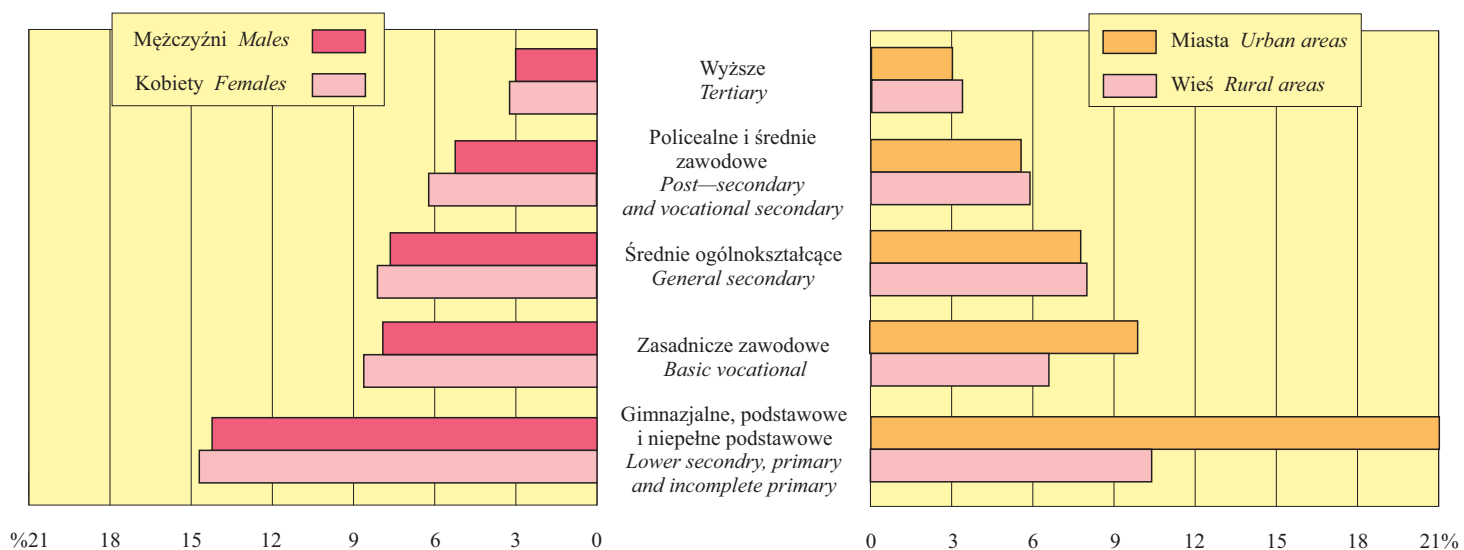 Mężczyźni Males
Kobiety Females
Miasta Urban areas
Wieś Rural areas
Wyższe
Tertiary
Policealne i średnie
zawodowe
Post—secondary
and vocational secondary
Średnie ogólnokształcące
General secondary
Zasadnicze zawodowe
Basic vocational
Gimnazjalne, podstawowe
i niepełne podstawowe
Lower secondry, primary
and incomplete primary
%21 18 15 12 9 6 3 0
0 3 6 9 12 15 18 21%